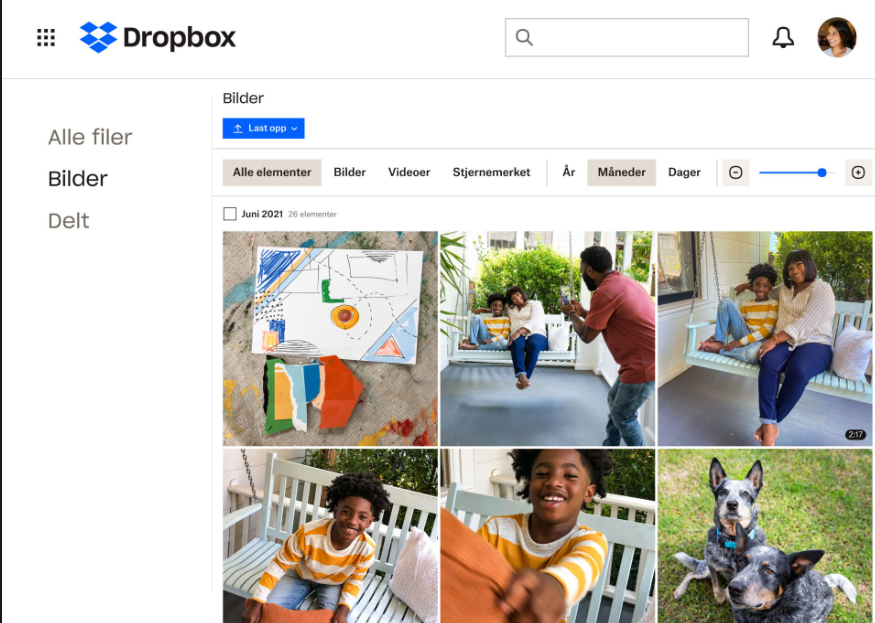 Dropbox
Bilder
Last opp
Alle filer
Bilder
Delt
Alle elementer Bilder Videoer Stjernemerket År Måneder Dager
Juni 2021 26 elementer
2:17